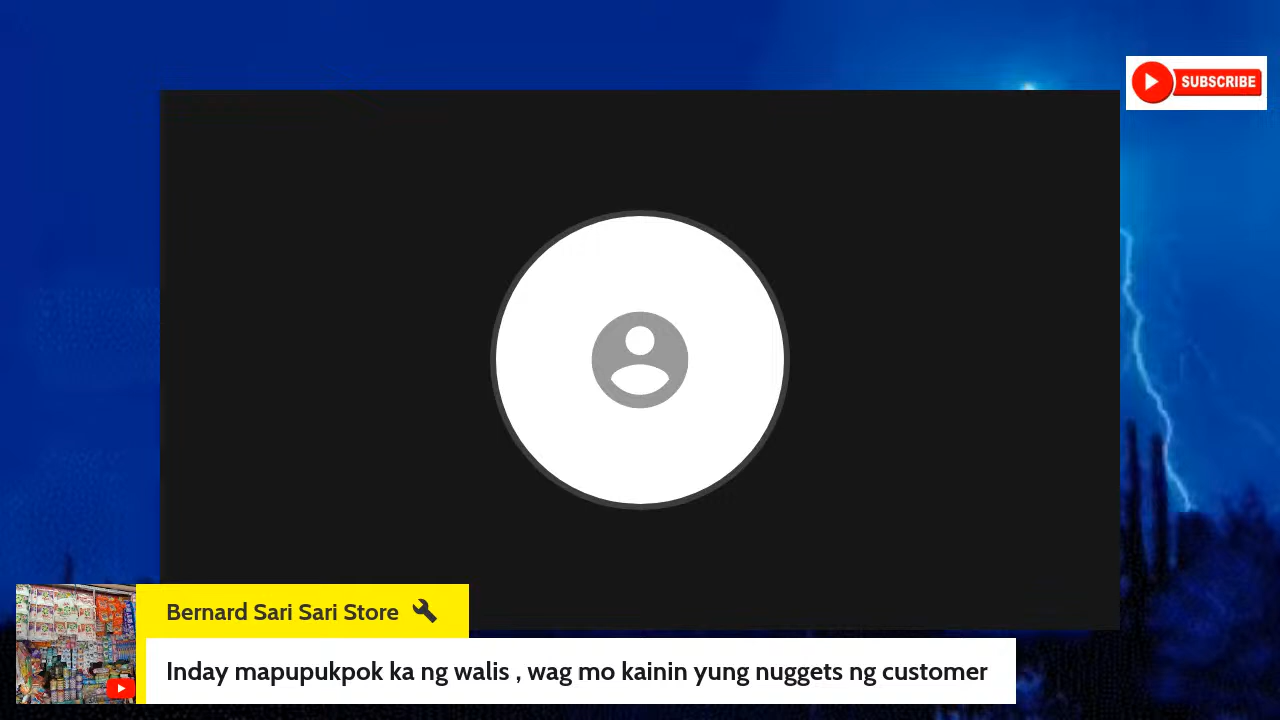 SUBSCRIBE
Bernard Sari Sari Store
Inday mapupukpok ka ng walis , wag mo kainin yung nuggets ng customer